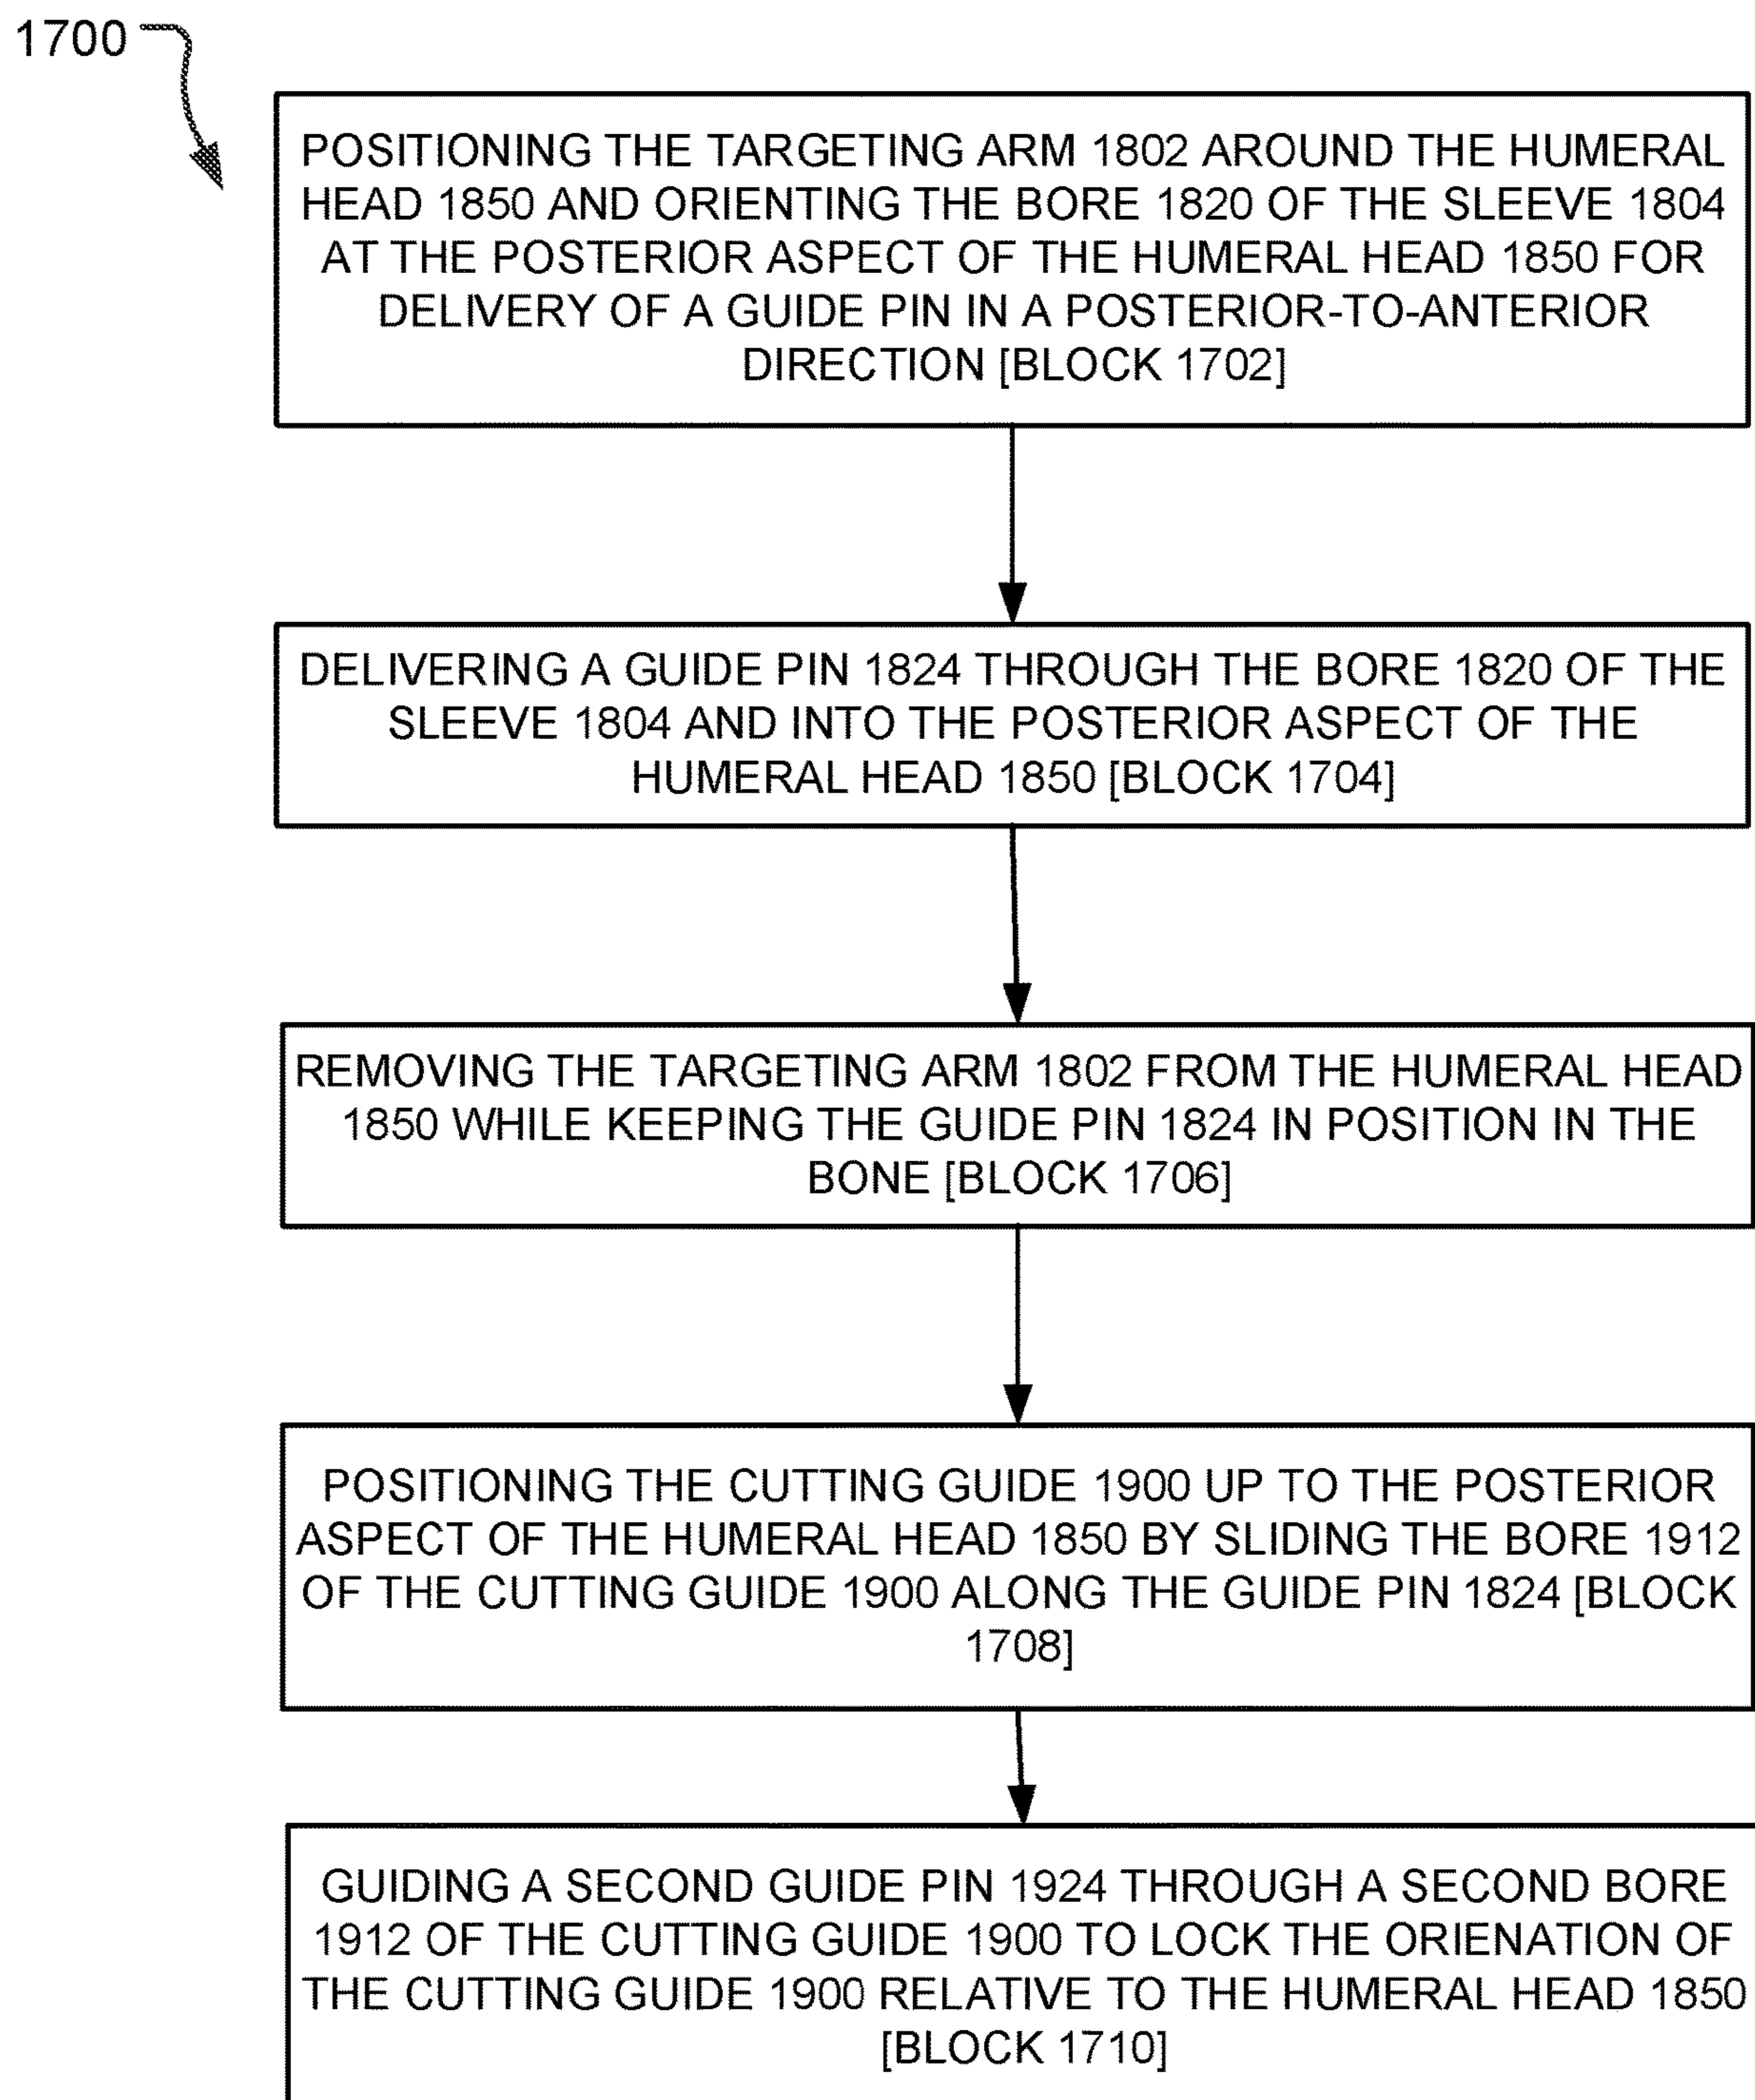 1700
POSITIONING THE TARGETING ARM 1802 AROUND THE HUMERAL
HEAD 1850 AND ORIENTING THE BORE 1820 OF THE SLEEVE 1804
AT THE POSTERIOR ASPECT OF THE HUMERAL HEAD 1850 FOR
DELIVERY OF A GUIDE PIN IN A POSTERIOR-TO-ANTERIOR
DIRECTION [BLOCK 1702]
DELIVERING A GUIDE PIN 1824 THROUGH THE BORE 1820 OF THE
SLEEVE 1804 AND INTO THE POSTERIOR ASPECT OF THE
HUMERAL HEAD 1850 [BLOCK 1704]
REMOVING THE TARGETING ARM 1802 FROM THE HUMERAL HEAD
1850 WHILE KEEPING THE GUIDE PIN 1824 IN POSITION IN THE
BONE [BLOCK 1706]
POSITIONING THE CUTTING GUIDE 1900 UP TO THE POSTERIOR
ASPECT OF THE HUMERAL HEAD 1850 BY SLIDING THE BORE 1912
OF THE CUTTING GUIDE 1900 ALONG THE GUIDE PIN 1824 [BLOCK
1708]
GUIDING A SECOND GUIDE PIN 1924 THROUGH A SECOND BORE
1912 OF THE CUTTING GUIDE 1900 TO LOCK THE ORIENATION OF
THE CUTTING GUIDE 1900 RELATIVE TO THE HUMERAL HEAD 1850
[BLOCK 1710]